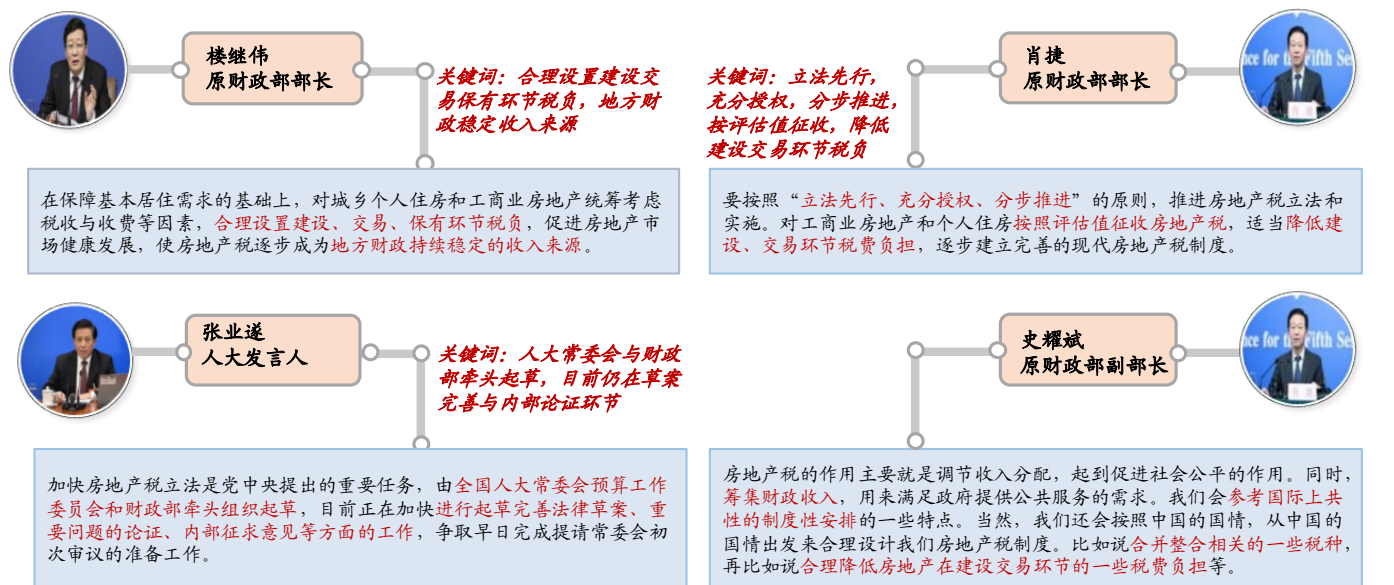 楼继伟
原财政部部长
关键词：合理设置建设交
易保有环节税负，地方财
政稳定收入来源
在保障基本居住需求的基础上，对城乡个人住房和工商业房地产统筹考虑
税收与收费等因素，合理设置建设、交易、保有环节税负，促进房地产市
场健康发展，使房地产税逐步成为地方财政持续稳定的收入来源。
肖捷
原财政部部长
关键词：立法先行，
充分授权，分步推进，
按评估值征收，降低
建设交易环节税负
要按照“立法先行、充分授权、分步推进”的原则，推进房地产税立法和
实施。对工商业房地产和个人住房按照评估值征收房地产税，适当降低建
设、交易环节税费负担，逐步建立完善的现代房地产税制度。
张业遂
人大发言人
关键词：人大常委会与财政
部牵头起草，目前仍在草案
完善与内部论证环节
加快房地产税立法是党中央提出的重要任务，由全国人大常委会预算工作
委员会和财政部牵头组织起草，目前正在加快进行起草完善法律草案、重
要问题的论证、内部征求意见等方面的工作，争取早日完成提请常委会初
次审议的准备工作。
史耀斌
原财政部副部长
房地产税的作用主要就是调节收入分配，起到促进社会公平的作用。同时，
筹集财政收入，用来满足政府提供公共服务的需求。我们会参考国际上共
性的制度性安排的一些特点。当然，我们还会按照中国的国情，从中国的
国情出发来合理设计我们房地产税制度。比如说合并整合相关的一些税种，
再比如说合理降低房地产在建设交易环节的一些税费负担等。
nce for the Fifth Se
nce for the Fifth Se